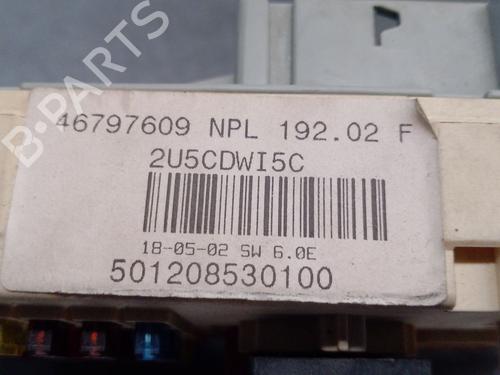 46797609 NPL 192.02 F
2U5CDWI5C
18-05-02 SW 6.0E
501208530100
B-PARTS